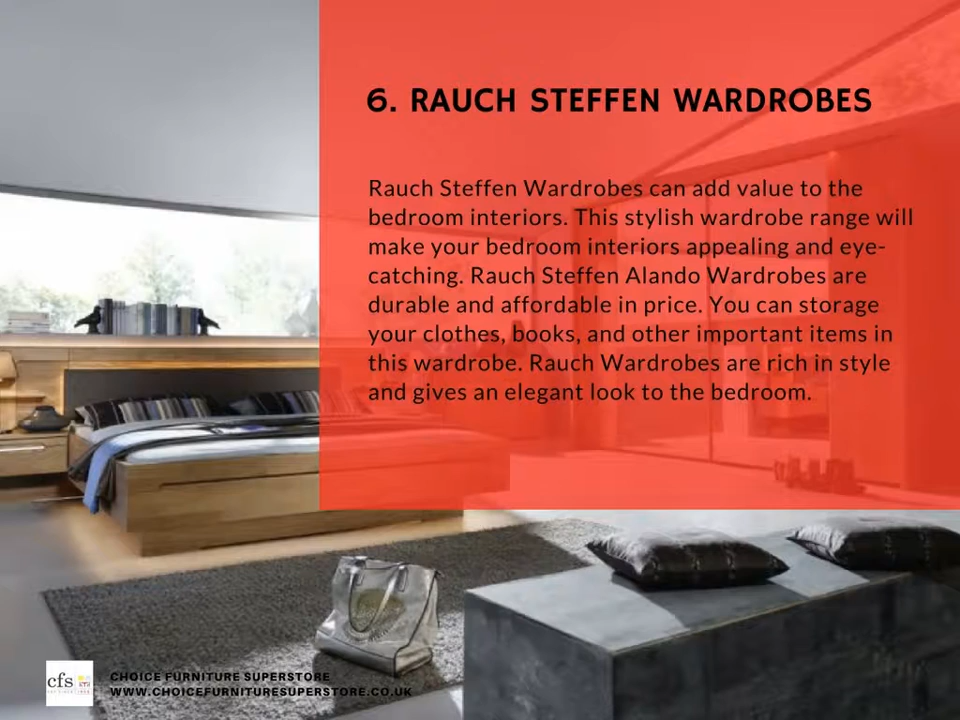 6. RAUCH STEFFEN WARDROBES
Rauch Steffen Wardrobes can add value to the
bedroom interiors. This stylish wardrobe range will
make your bedroom interiors appealing and eye-
catching. Rauch Steffen Alando Wardrobes are
durable and affordable in price. You can storage
your clothes, books, and other important items in
this wardrobe. Rauch Wardrobes are rich in style
and gives an elegant look to the bedroom.
cfs
CHOICE FURNITURE SUPERSTORE
WWW.CHOICEFURNITURESUPERSTORE.CO.UK